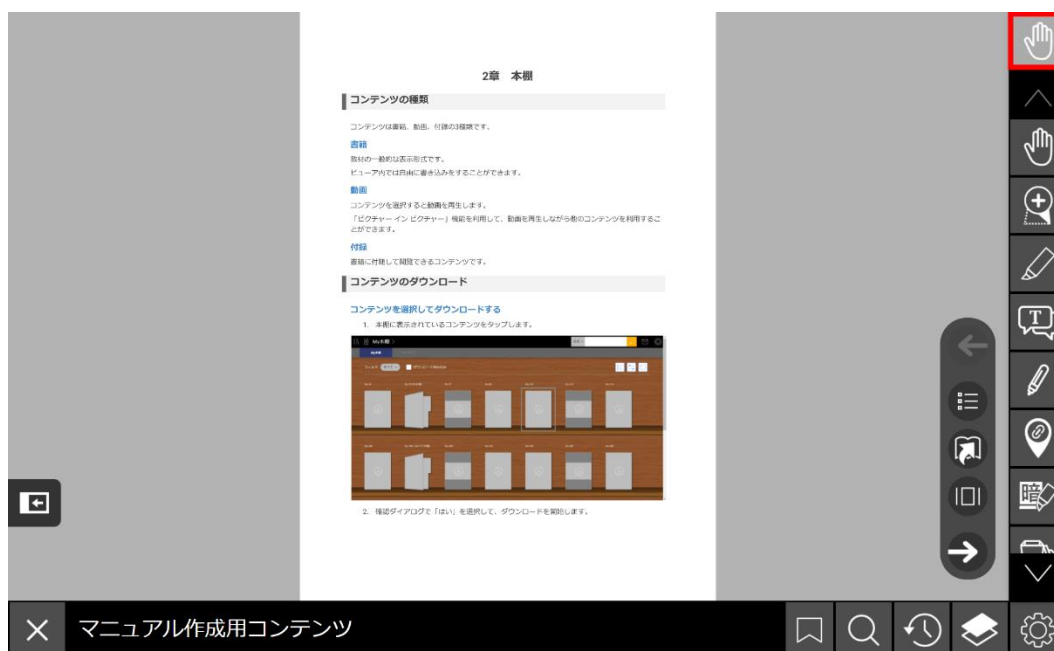 2章 本棚
コンテンツの種類
コンテンツは書籍、動画、付録の3種類です。
書籍
教材の一般的な表示形式です。
ビューア内では自由に書き込みをすることができます。
動画
コンテンツを選択すると動画を再生します。
「ピクチャー イン ピクチャー」機能を利用して、動画を再生しながら他のコンテンツを利用するこ
とができます。
付録
書籍に付随して閲覧できるコンテンツです。
コンテンツのダウンロード
コンテンツを選択してダウンロードする
1. 本棚に表示されているコンテンツをタップします。
My本棚
2. 確認ダイアログで「はい」を選択して、ダウンロードを開始します。
T
暗
マニュアル作成用コンテンツ